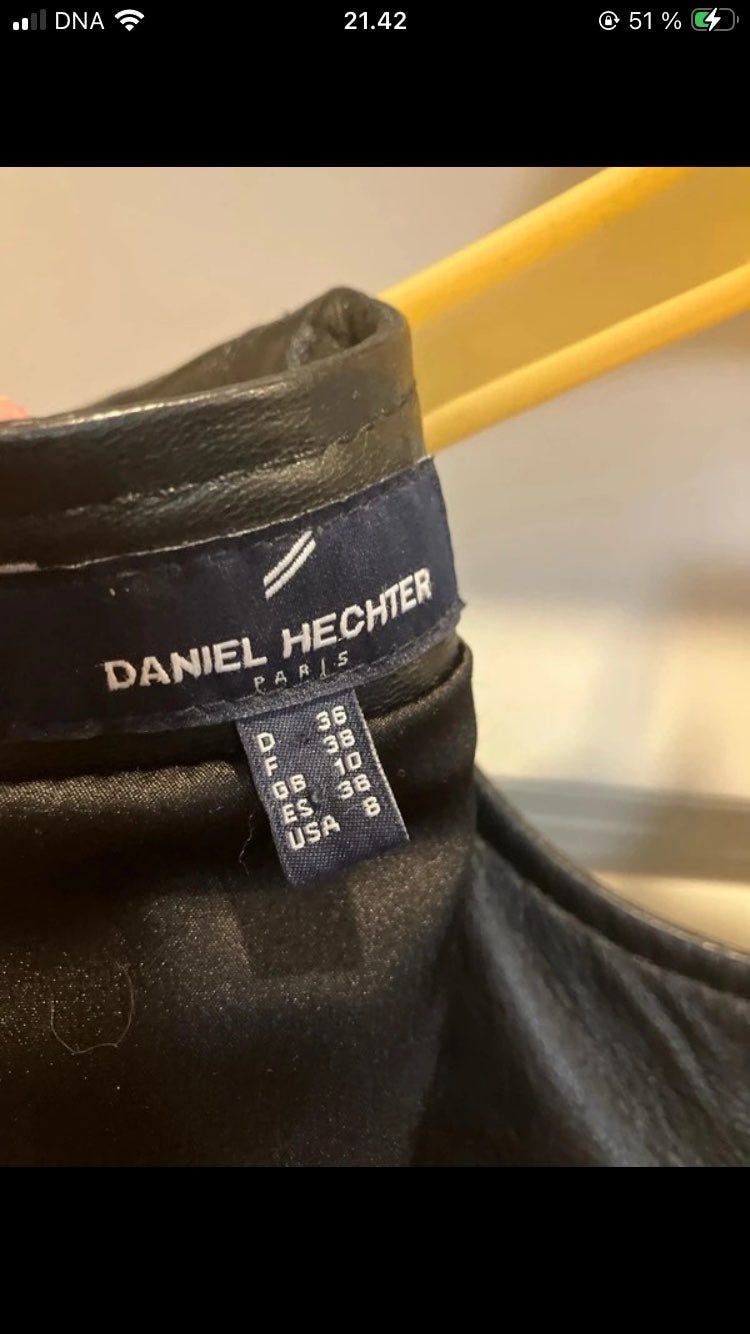 DNA 21.42 51 %
DANIEL HECHTER
PARIS
D 36
F 38
GB 10
ES 38
USA 8